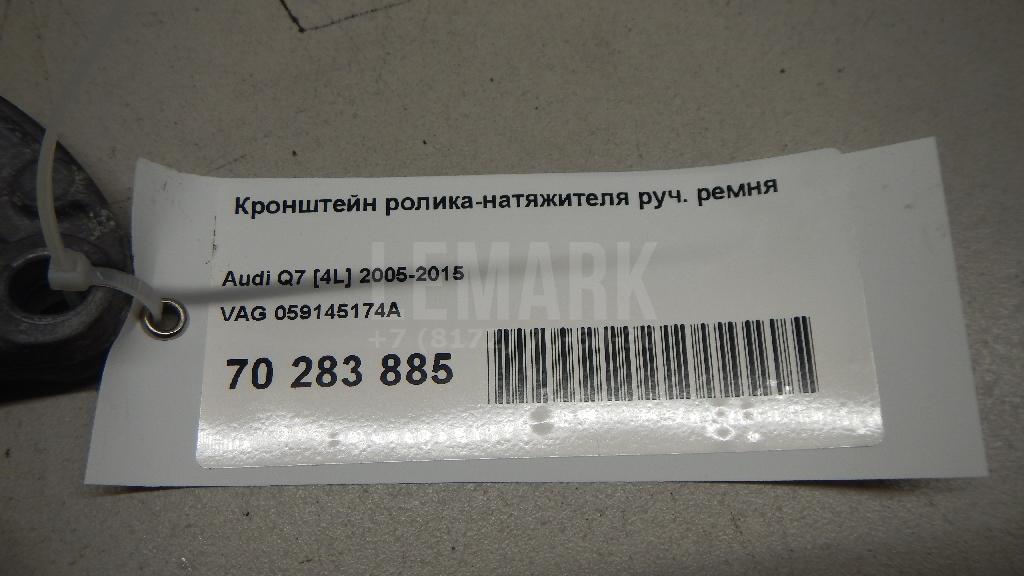 Кронштейн ролика-натяжителя руч. ремня
LEMARK
Audi Q7 [4L] 2005-2015
VAG 059145174A
70 283 885